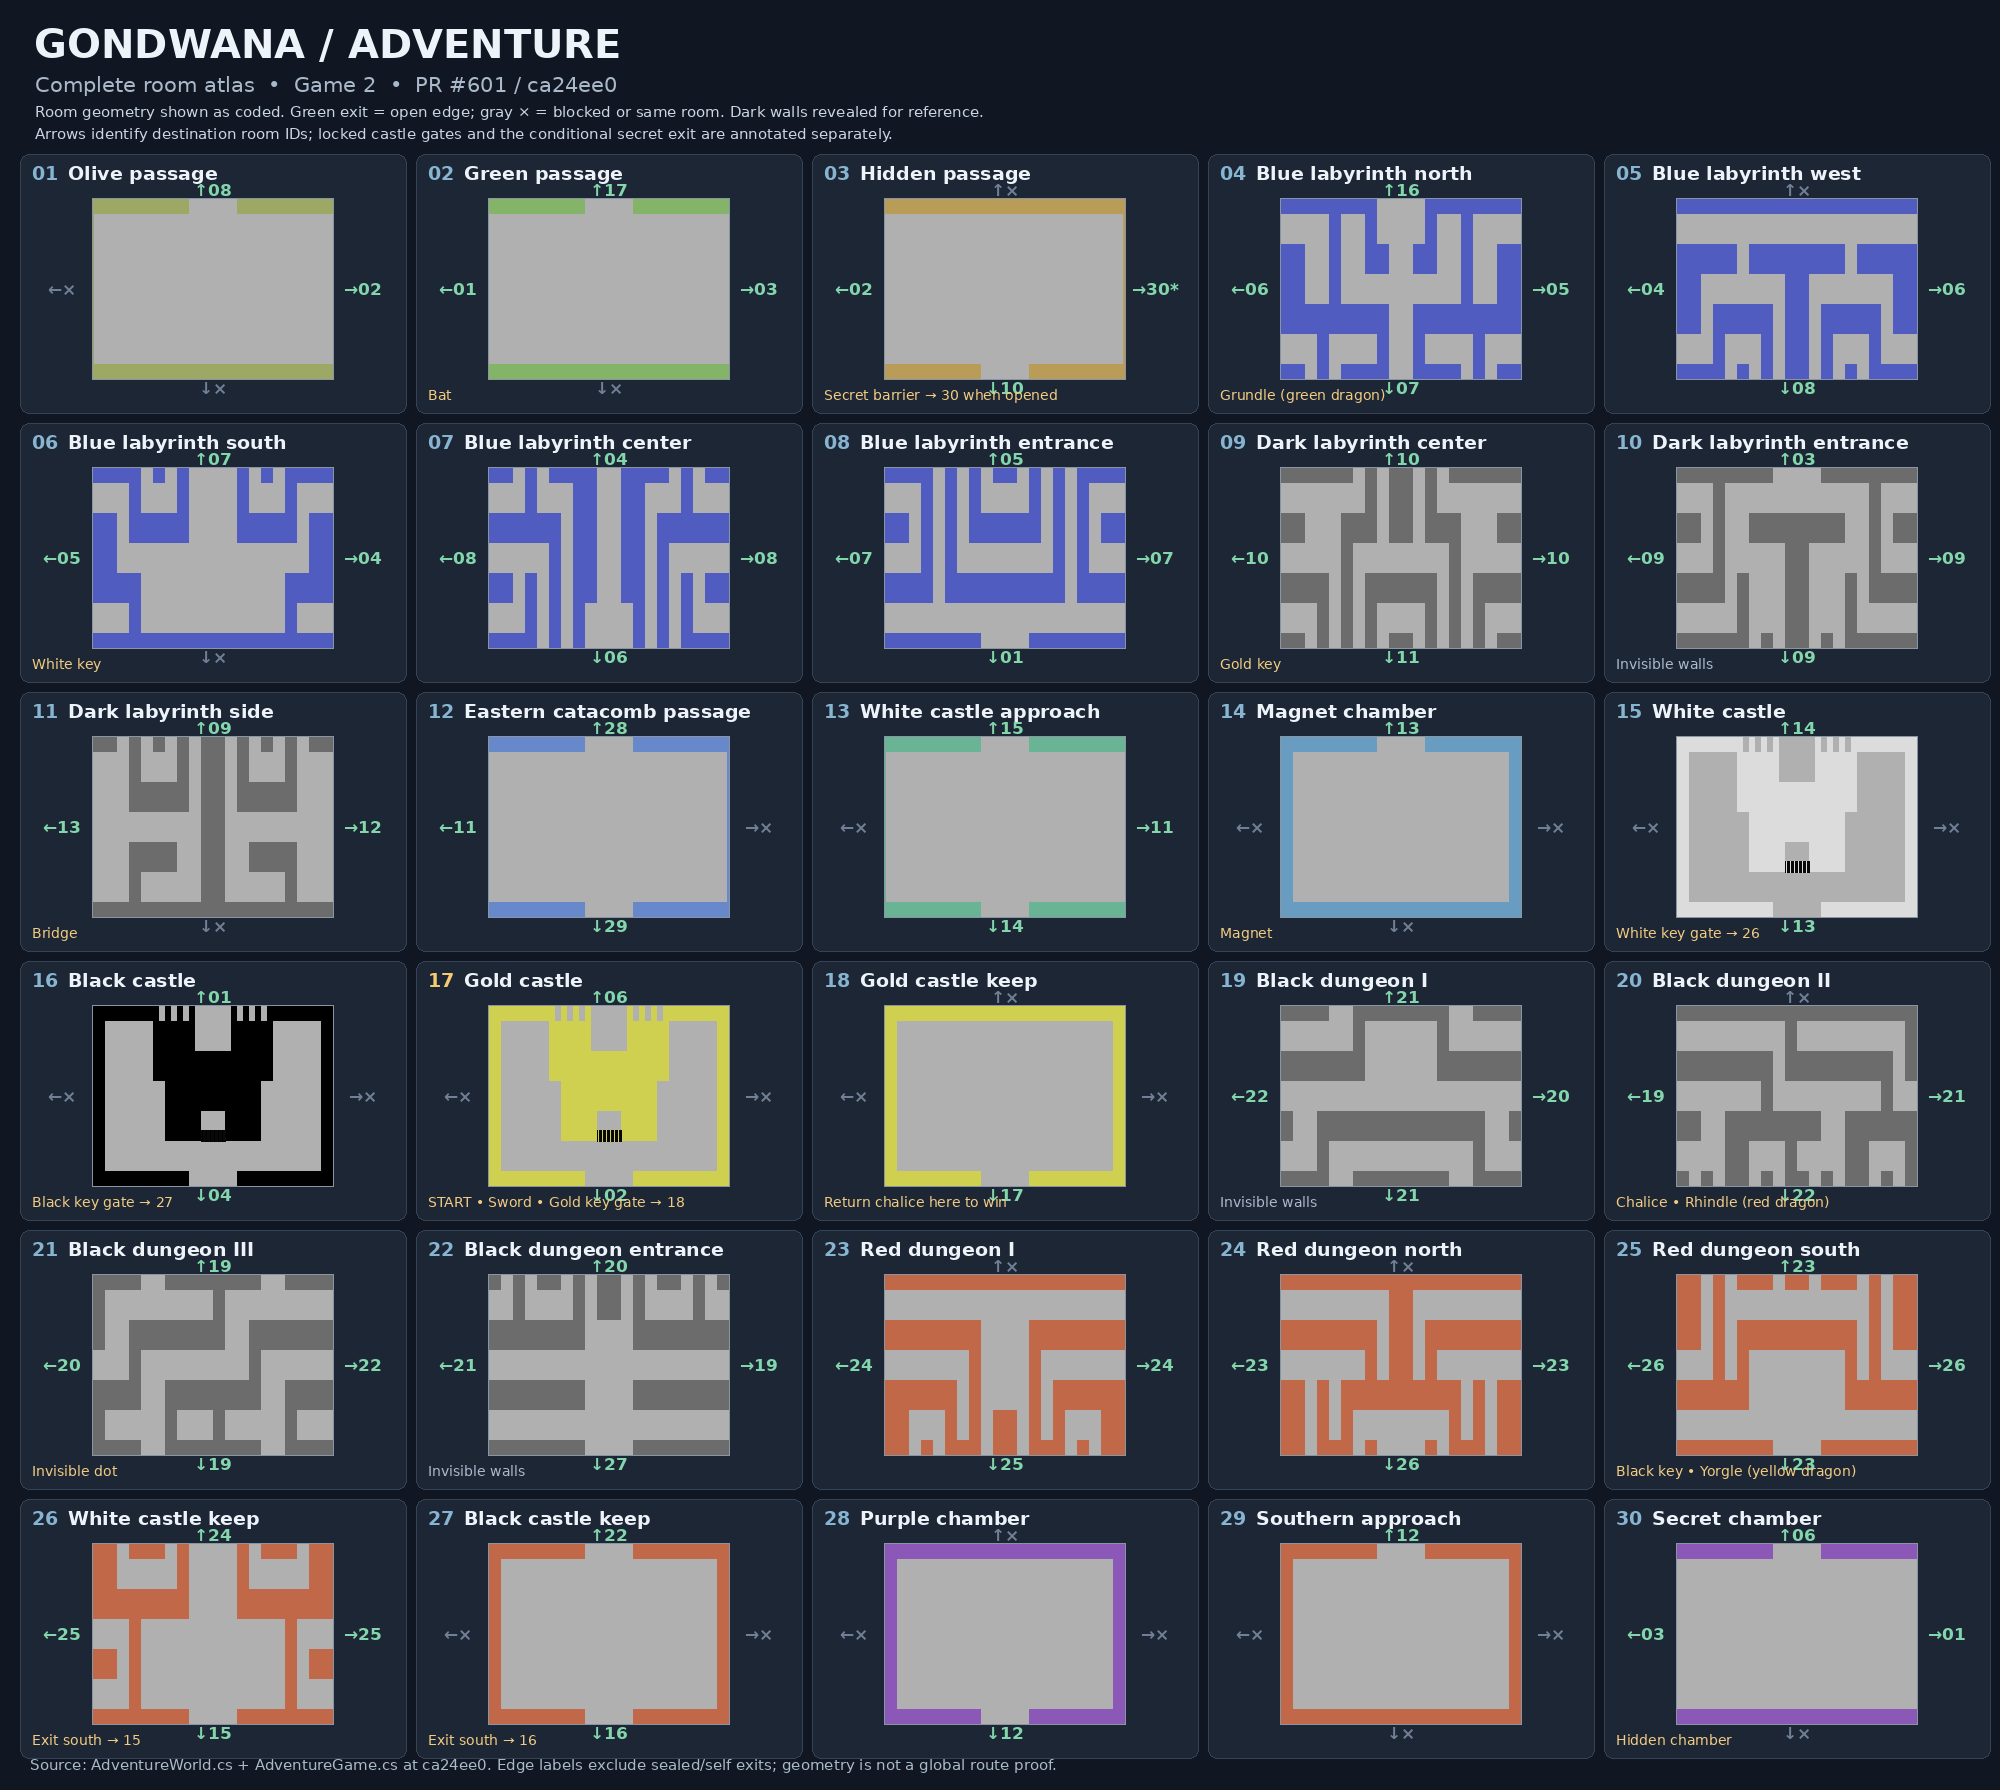 GONDWANA / ADVENTURE
Complete room atlas • Game 2 • PR #601 / ca24ee0
Room geometry shown as coded. Green exit = open edge; gray × = blocked or same room. Dark walls revealed for reference.
Arrows identify destination room IDs; locked castle gates and the conditional secret exit are annotated separately.
01 Olive passage
↑08
←×
→02
↓×
02 Green passage
↑17
←01
→03
Bat
↓×
03 Hidden passage
↑×
←02
→30*
↓10
Secret barrier → 30 when opened
04 Blue labyrinth north
↑16
←06
→05
↓07
Grundle (green dragon)
05 Blue labyrinth west
↑×
←04
→06
↓08
06 Blue labyrinth south
↑07
←05
→04
↓×
White key
07 Blue labyrinth center
↑04
←08
→08
↓06
08 Blue labyrinth entrance
↑05
←07
→07
↓01
09 Dark labyrinth center
↑10
←10
→10
↓11
Gold key
10 Dark labyrinth entrance
↑03
←09
→09
↓09
Invisible walls
11 Dark labyrinth side
↑09
←13
→12
↓×
Bridge
12 Eastern catacomb passage
↑28
←11
→×
↓29
13 White castle approach
↑15
←×
→11
↓14
14 Magnet chamber
↑13
←×
→×
↓×
Magnet
15 White castle
↑14
←×
→×
↓13
White key gate → 26
16 Black castle
↑01
←×
→×
↓04
Black key gate → 27
17 Gold castle
↑06
←×
→×
↓02
START • Sword • Gold key gate → 18
18 Gold castle keep
↑×
←×
→×
↓17
Return chalice here to win
19 Black dungeon I
↑21
←22
→20
↓21
Invisible walls
20 Black dungeon II
↑×
←19
→21
↓22
Chalice • Rhindle (red dragon)
21 Black dungeon III
↑19
←20
→22
↓19
Invisible dot
22 Black dungeon entrance
↑20
←21
→19
↓27
Invisible walls
23 Red dungeon I
↑×
←24
→24
↓25
24 Red dungeon north
↑×
←23
→23
↓26
25 Red dungeon south
↑23
←26
→26
↓23
Black key • Yorgle (yellow dragon)
26 White castle keep
↑24
←25
→25
↓15
Exit south → 15
27 Black castle keep
↑22
←×
→×
↓16
Exit south → 16
28 Purple chamber
↑×
←×
→×
↓12
29 Southern approach
↑12
←×
→×
↓×
30 Secret chamber
↑06
←03
→01
↓×
Hidden chamber
Source: AdventureWorld.cs + AdventureGame.cs at ca24ee0. Edge labels exclude sealed/self exits; geometry is not a global route proof.